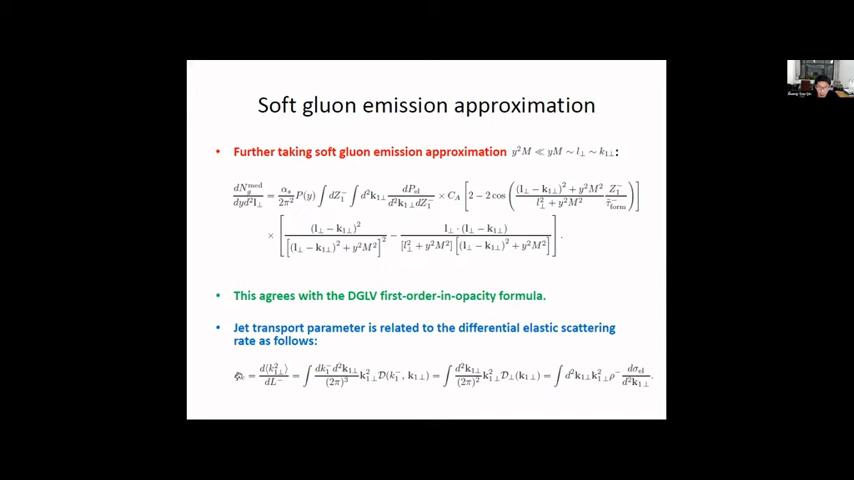 Soft gluon emission approximation
• Further taking soft gluon emission approximation y²M ≪ yM ∼ l⊥ ∼ k₁⊥:
dN_g^med/dyd²l⊥ = α_s/2π² P(y) ∫ dZ₁⁻ ∫ d²k₁⊥ dP_el/d²k₁⊥dZ₁⁻ × C_A [2 − 2 cos( ((l⊥ − k₁⊥)² + y²M²)/(l⊥² + y²M²) Z₁⁻/τ̃_form⁻ )]
× [ (l⊥ − k₁⊥)²/[(l⊥ − k₁⊥)² + y²M²]² − l⊥ · (l⊥ − k₁⊥)/[l⊥² + y²M²][(l⊥ − k₁⊥)² + y²M²] ].
• This agrees with the DGLV first-order-in-opacity formula.
• Jet transport parameter is related to the differential elastic scattering
rate as follows:
= d⟨k₁⊥²⟩/dL⁻ = ∫ dk₁⁻d²k₁⊥/(2π)³ k₁⊥² 𝒟(k₁⁻, k₁⊥) = ∫ d²k₁⊥/(2π)² k₁⊥² 𝒟⊥(k₁⊥) = ∫ d²k₁⊥k₁⊥² ρ⁻ dσ_el/d²k₁⊥.